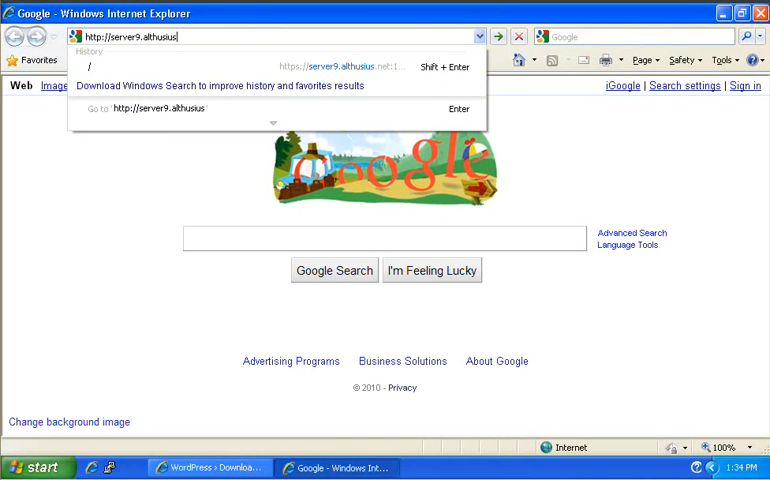 Google - Windows Internet Explorer
http://server9.althusius
Google
History
/ https://server9.althusius.net:1... Shift + Enter
Download Windows Search to improve history and favorites results
Go to 'http://server9.althusius' Enter
Favorites
Page Safety Tools
Web Image
iGoogle | Search settings | Sign in
Google
Advanced Search
Language Tools
Google Search I'm Feeling Lucky
Advertising Programs Business Solutions About Google
© 2010 - Privacy
Change background image
Internet 100%
start WordPress › Downloa... Google - Windows Int... 1:34 PM